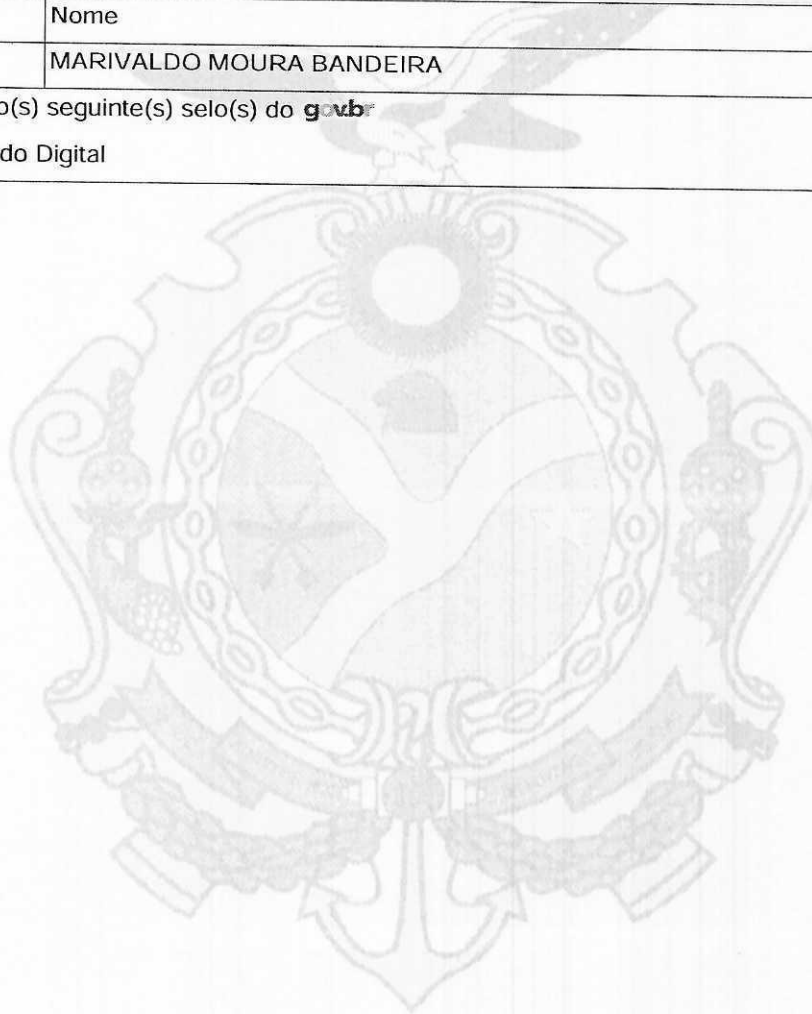 Nome
MARIVALDO MOURA BANDEIRA
o(s) seguinte(s) selo(s) do gov.br
do Digital